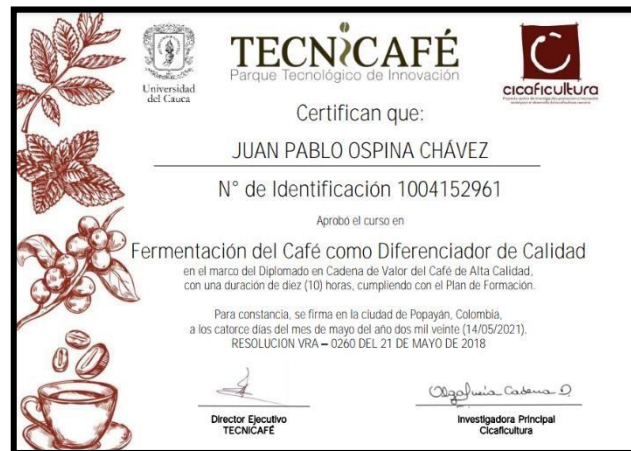 Universidad
del Cauca
TECNiCAFÉ
Parque Tecnológico de Innovación
cicaficultura
Certifican que:
JUAN PABLO OSPINA CHÁVEZ
N° de Identificación 1004152961
Aprobó el curso en
Fermentación del Café como Diferenciador de Calidad
en el marco del Diplomado en Cadena de Valor del Café de Alta Calidad,
con una duración de diez (10) horas, cumpliendo con el Plan de Formación.
Para constancia, se firma en la ciudad de Popayán, Colombia,
a los catorce días del mes de mayo del año dos mil veinte (14/05/2021).
RESOLUCION VRA – 0260 DEL 21 DE MAYO DE 2018
Olga Lucía Cadena D.
Director Ejecutivo
TECNICAFÉ
Investigadora Principal
Cicaficultura